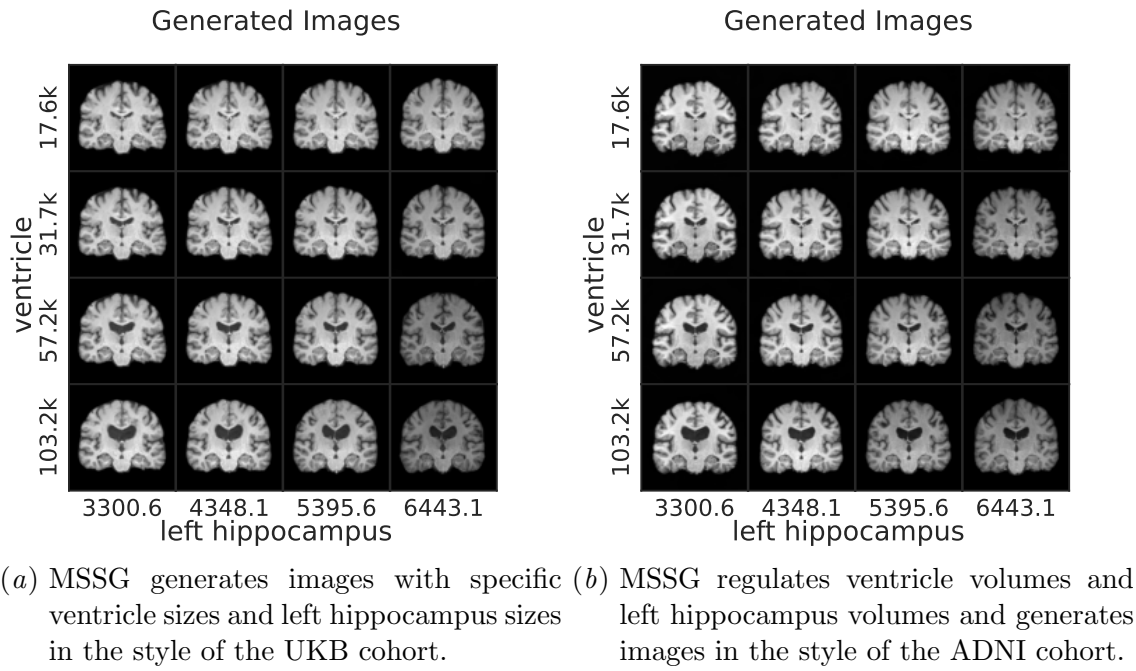 Generated Images
ventricle
17.6k
31.7k
57.2k
103.2k
3300.6 4348.1 5395.6 6443.1
left hippocampus
(a) MSSG generates images with specific
ventricle sizes and left hippocampus sizes
in the style of the UKB cohort.
Generated Images
ventricle
17.6k
31.7k
57.2k
103.2k
3300.6 4348.1 5395.6 6443.1
left hippocampus
(b) MSSG regulates ventricle volumes and
left hippocampus volumes and generates
images in the style of the ADNI cohort.